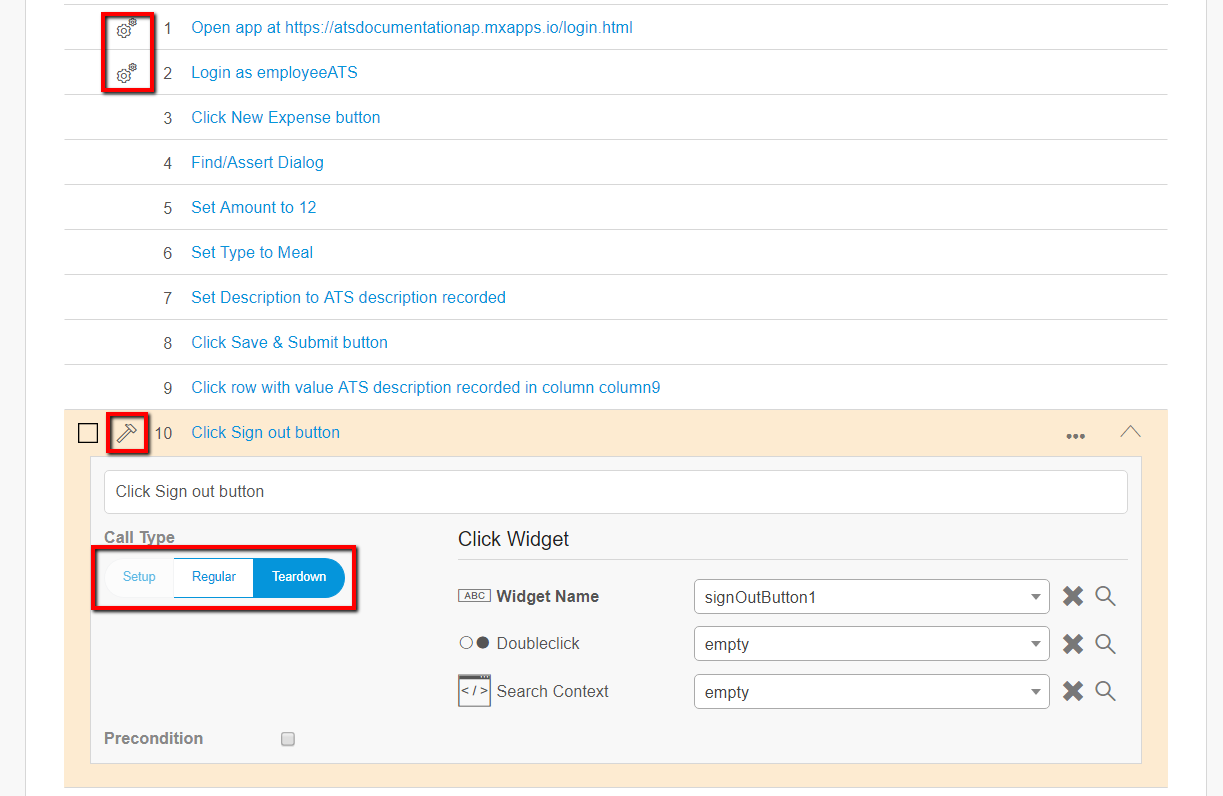 1 Open app at https://atsdocumentationap.mxapps.io/login.html
2 Login as employeeATS
3 Click New Expense button
4 Find/Assert Dialog
5 Set Amount to 12
6 Set Type to Meal
7 Set Description to ATS description recorded
8 Click Save & Submit button
9 Click row with value ATS description recorded in column column9
10 Click Sign out button
Click Sign out button
Call Type
Setup Regular Teardown
Click Widget
ABC Widget Name signOutButton1
Doubleclick empty
</> Search Context empty
Precondition